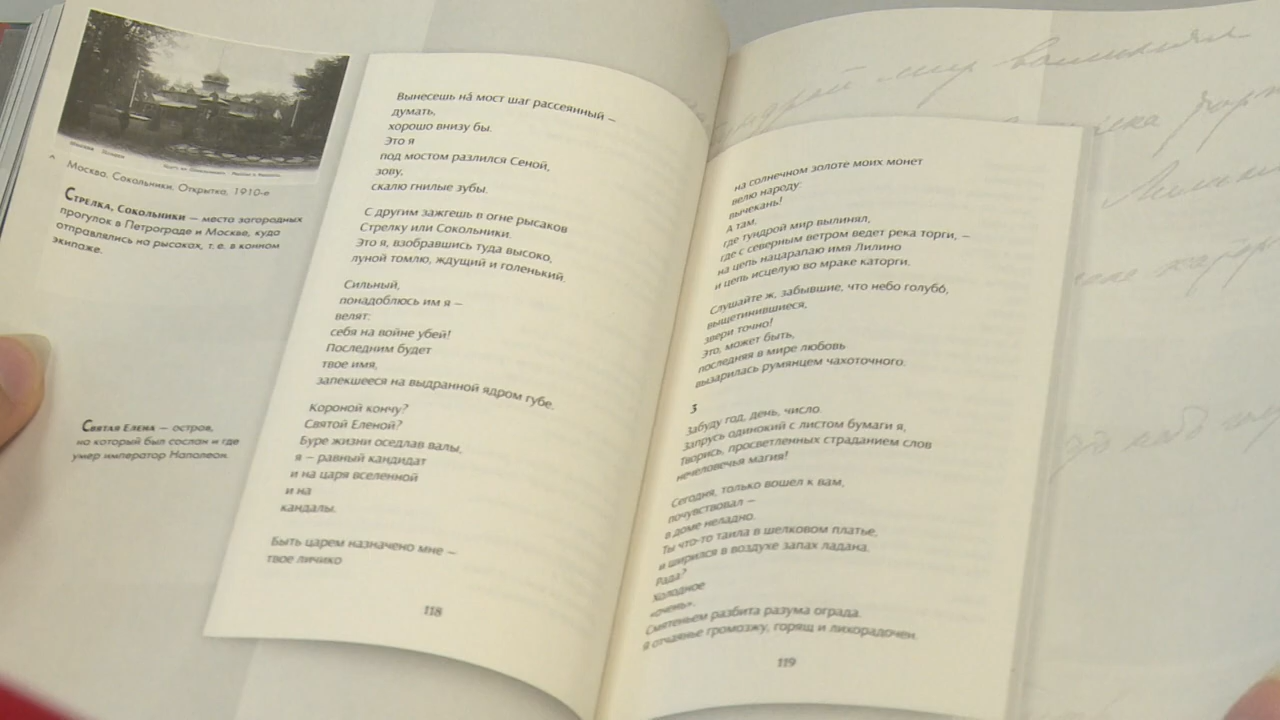 Москва. Сокольники. Открытка. 1910-е
Стрелка, Сокольники — место загородных
прогулок в Петрограде и Москве, куда
отправлялись на рысаках, т. е. в конном
экипаже.
Святая Елена — остров,
на который был сослан и где
умер император Наполеон.
Вынесешь на́ мост шаг рассеянный –
думать,
хорошо внизу бы.
Это я
под мостом разлился Сеной,
зову,
скалю гнилые зубы.
С другим зажгешь в огне рысаков
Стрелку или Сокольники.
Это я, взобравшись туда высоко,
луной томлю, ждущий и голенький.
Сильный,
понадоблюсь им я –
велят:
себя на войне убей!
Последним будет
твое имя,
запекшееся на выдранной ядром губе.
Короной кончу?
Святой Еленой?
Буре жизни оседлав валы,
я – равный кандидат
и на царя вселенной
и на
кандалы.
Быть царем назначено мне –
твое личико
118
на солнечном золоте моих монет
велю народу:
вычекань!
А там,
где тундрой мир вылинял,
где с северным ветром ведет река торги, –
на цепь нацарапаю имя Лилино
и цепь исцелую во мраке каторги.
Слушайте ж, забывшие, что небо голубо́,
выщетинившиеся,
звери точно!
Это, может быть,
последняя в мире любовь
вызарилась румянцем чахоточного.
3
Забуду год, день, число.
Запрусь одинокий с листом бумаги я,
Творись, просветленных страданием слов
нечеловечья магия!
Сегодня, только вошел к вам,
почувствовал –
в доме неладно.
Ты что-то таила в шелковом платье,
и ширился в воздухе запах ладана.
Рада?
Холодное
«очень».
Смятеньем разбита разума ограда.
Я отчаянье громозжу, горящ и лихорадочен.
119
мир вылинял